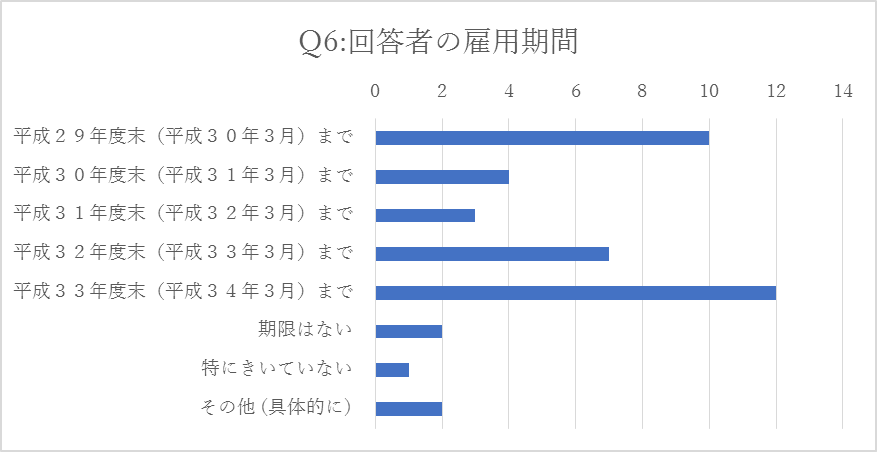 Q6:回答者の雇用期間
0 2 4 6 8 10 12 14
平成２９年度末（平成３０年３月）まで
平成３０年度末（平成３１年３月）まで
平成３１年度末（平成３２年３月）まで
平成３２年度末（平成３３年３月）まで
平成３３年度末（平成３４年３月）まで
期限はない
特にきいていない
その他(具体的に)